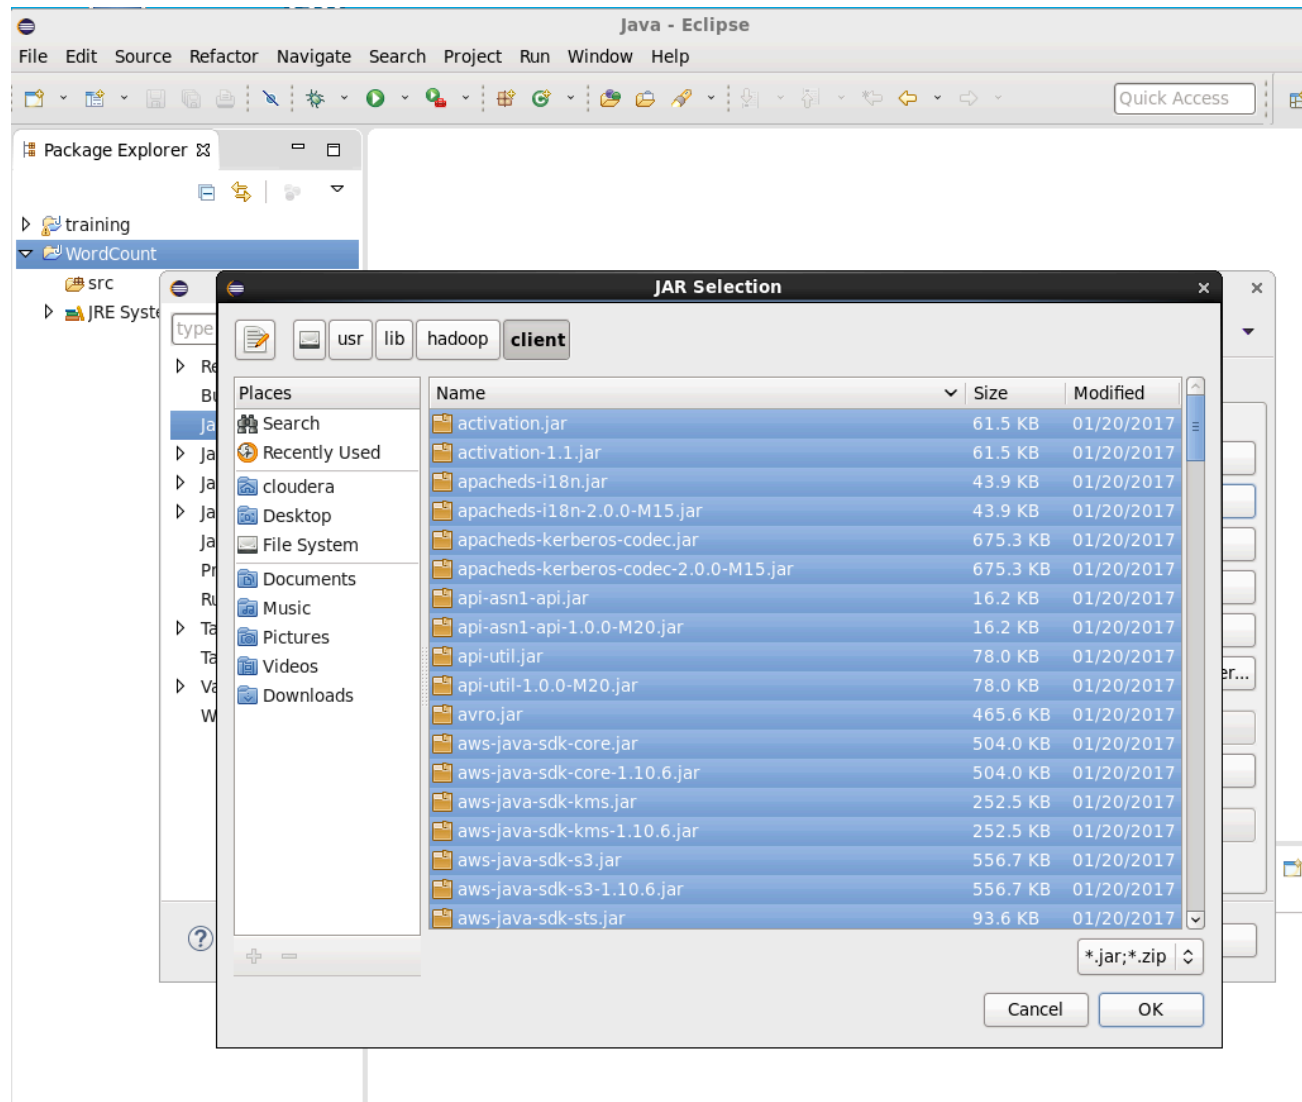 Java - Eclipse
File Edit Source Refactor Navigate Search Project Run Window Help
Quick Access
Package Explorer
training
WordCount
src
JRE Syste
type
JAR Selection
usr lib hadoop client
Places
Search
Recently Used
cloudera
Desktop
File System
Documents
Music
Pictures
Videos
Downloads
Name Size Modified
activation.jar 61.5 KB 01/20/2017
activation-1.1.jar 61.5 KB 01/20/2017
apacheds-i18n.jar 43.9 KB 01/20/2017
apacheds-i18n-2.0.0-M15.jar 43.9 KB 01/20/2017
apacheds-kerberos-codec.jar 675.3 KB 01/20/2017
apacheds-kerberos-codec-2.0.0-M15.jar 675.3 KB 01/20/2017
api-asn1-api.jar 16.2 KB 01/20/2017
api-asn1-api-1.0.0-M20.jar 16.2 KB 01/20/2017
api-util.jar 78.0 KB 01/20/2017
api-util-1.0.0-M20.jar 78.0 KB 01/20/2017
avro.jar 465.6 KB 01/20/2017
aws-java-sdk-core.jar 504.0 KB 01/20/2017
aws-java-sdk-core-1.10.6.jar 504.0 KB 01/20/2017
aws-java-sdk-kms.jar 252.5 KB 01/20/2017
aws-java-sdk-kms-1.10.6.jar 252.5 KB 01/20/2017
aws-java-sdk-s3.jar 556.7 KB 01/20/2017
aws-java-sdk-s3-1.10.6.jar 556.7 KB 01/20/2017
aws-java-sdk-sts.jar 93.6 KB 01/20/2017
*.jar;*.zip
Cancel OK